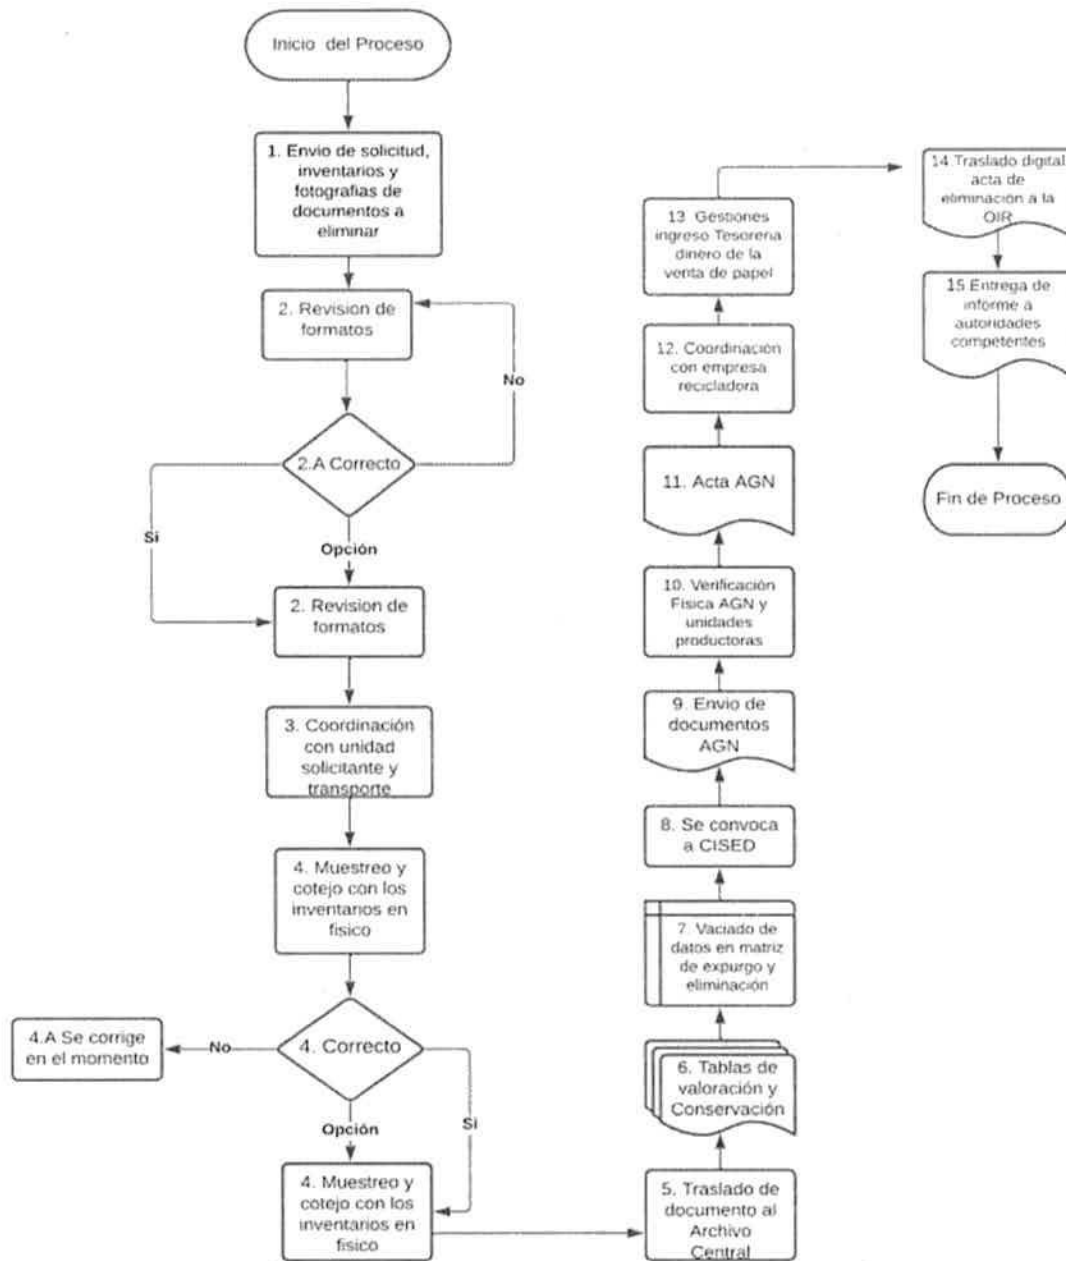 Inicio del Proceso
1. Envio de solicitud,
inventarios y
fotografias de
documentos a
eliminar
2. Revision de
formatos
No
2.A Correcto
Si
Opción
2. Revision de
formatos
3. Coordinación
con unidad
solicitante y
transporte
4. Muestreo y
cotejo con los
inventarios en
fisico
4. Correcto
No
4.A Se corrige
en el momento
Si
Opción
4. Muestreo y
cotejo con los
inventarios en
fisico
5. Traslado de
documento al
Archivo
Central
6. Tablas de
valoración y
Conservación
7. Vaciado de
datos en matriz
de expurgo y
eliminación
8. Se convoca
a CISED
9. Envio de
documentos
AGN
10. Verificación
Física AGN y
unidades
productoras
11. Acta AGN
12. Coordinación
con empresa
recicladora
13 Gestiones
ingreso Tesoreria
dinero de la
venta de papel
14.Traslado digital
acta de
eliminación a la
OIR
15.Entrega de
informe a
autoridades
competentes
Fin de Proceso